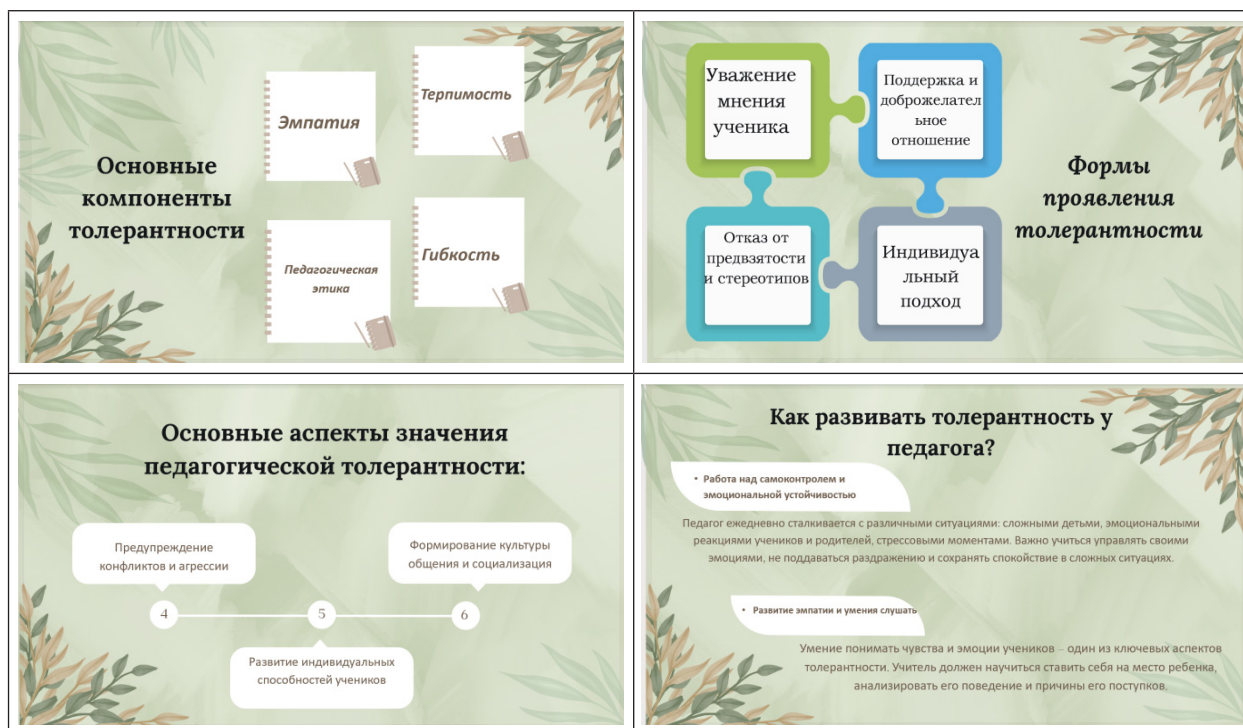 Основные
компоненты
толерантности
Эмпатия
Терпимость
Педагогическая
этика
Гибкость
Уважение
мнения
ученика
Поддержка и
доброжелател
ьное
отношение
Отказ от
предвзятости
и стереотипов
Индивидуа
льный
подход
Формы
проявления
толерантности
Основные аспекты значения
педагогической толерантности:
Предупреждение
конфликтов и агрессии
Формирование культуры
общения и социализация
4
5
6
Развитие индивидуальных
способностей учеников
Как развивать толерантность у
педагога?
• Работа над самоконтролем и
эмоциональной устойчивостью
Педагог ежедневно сталкивается с различными ситуациями: сложными детьми, эмоциональными
реакциями учеников и родителей, стрессовыми моментами. Важно учиться управлять своими
эмоциями, не поддаваться раздражению и сохранять спокойствие в сложных ситуациях.
• Развитие эмпатии и умения слушать
Умение понимать чувства и эмоции учеников – один из ключевых аспектов
толерантности. Учитель должен научиться ставить себя на место ребенка,
анализировать его поведение и причины его поступков.